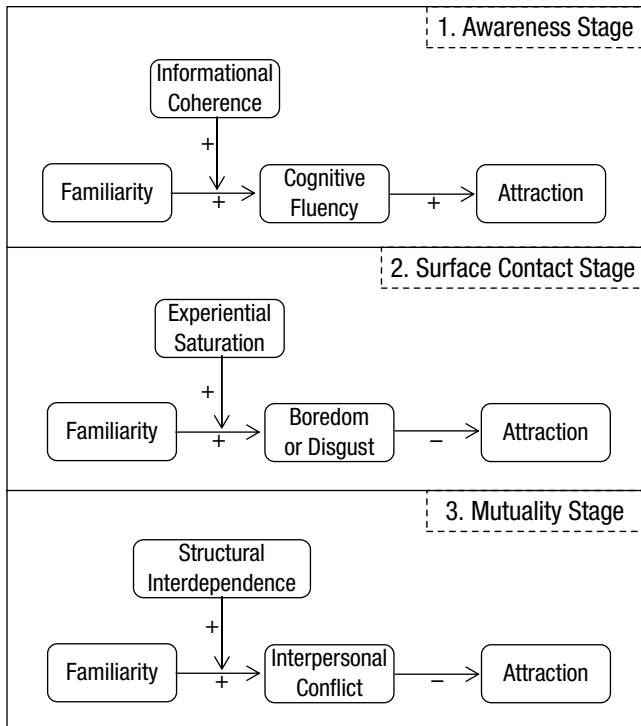 1. Awareness Stage
Informational
Coherence
+
Familiarity
+
Cognitive
Fluency
+
Attraction
2. Surface Contact Stage
Experiential
Saturation
+
Familiarity
+
Boredom
or Disgust
–
Attraction
3. Mutuality Stage
Structural
Interdependence
+
Familiarity
+
Interpersonal
Conflict
–
Attraction